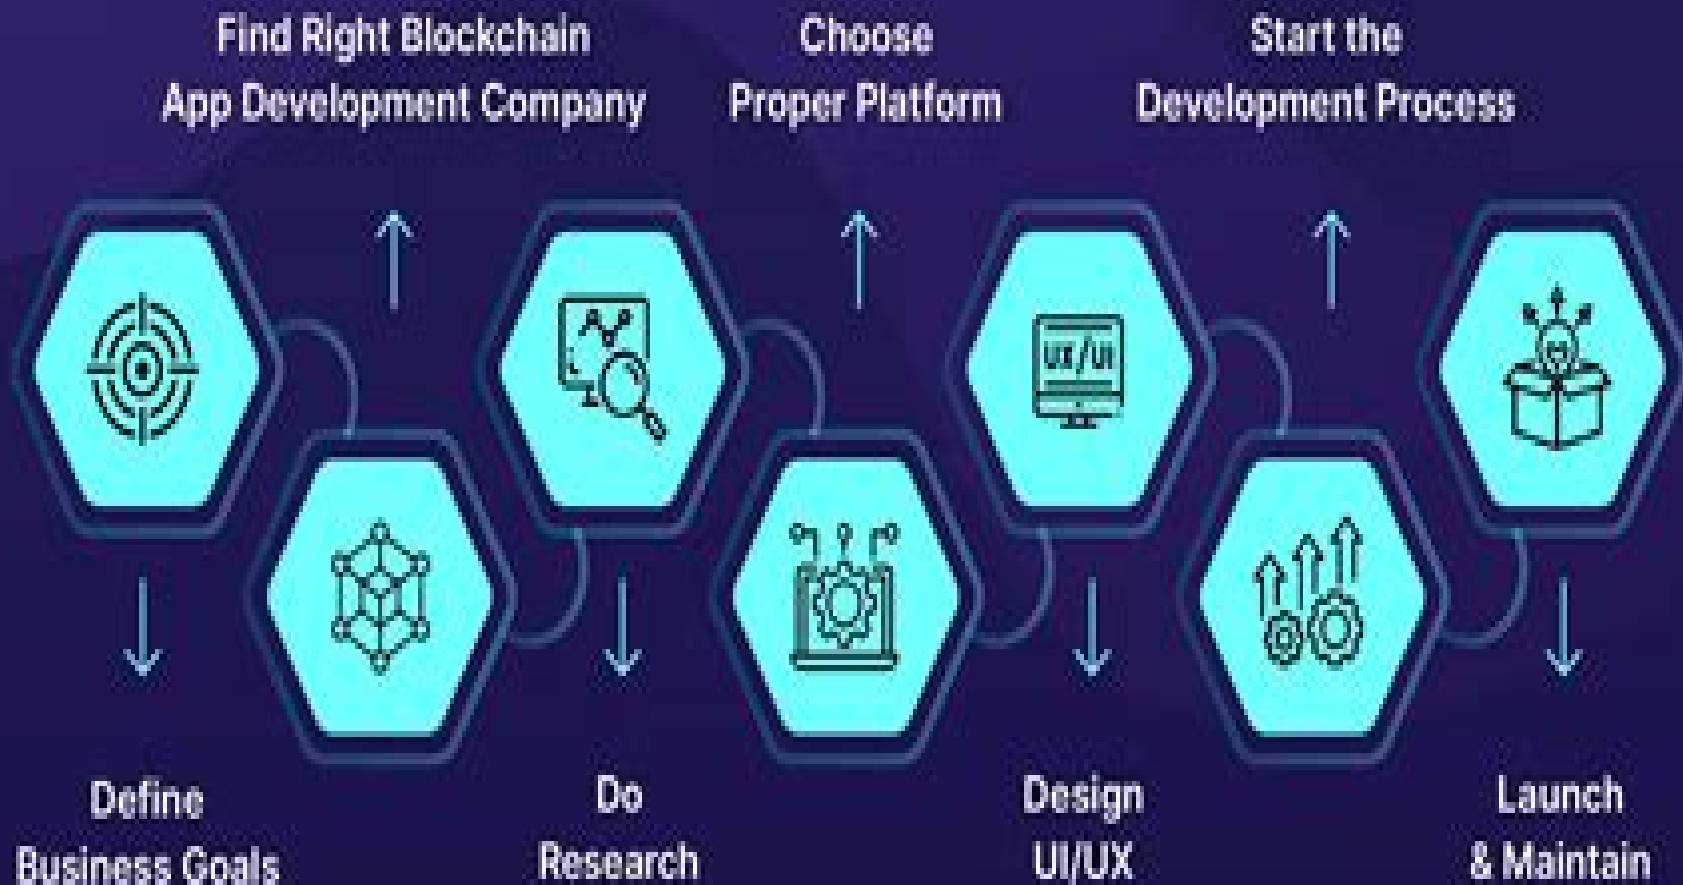 Find Right Blockchain
App Development Company
Choose
Proper Platform
Start the
Development Process
UX/UI
Define
Business Goals
Do
Research
Design
UI/UX
Launch
& Maintain